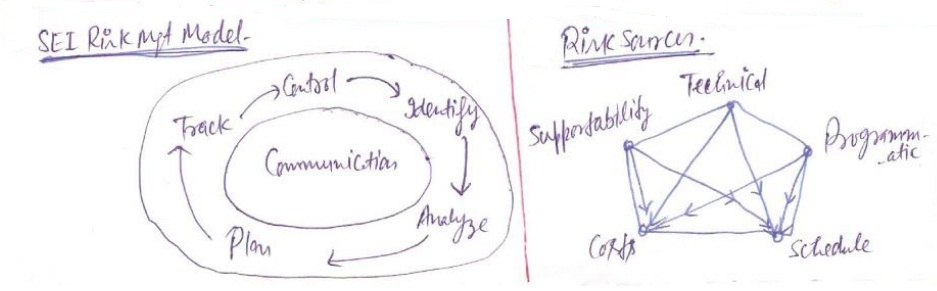 SEI Risk Mgt Model.
Control
Identify
Track
Communication
Analyze
Plan
Risk Sources.
Technical
Supportability
Programm-
-atic
Costs
Schedule